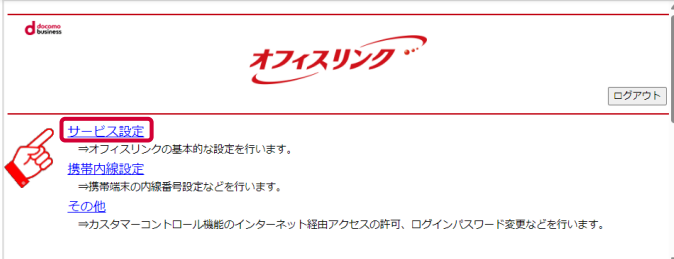 docomo
business
オフィスリンク
ログアウト
サービス設定
⇒オフィスリンクの基本的な設定を行います。
携帯内線設定
⇒携帯端末の内線番号設定などを行います。
その他
⇒カスタマーコントロール機能のインターネット経由アクセスの許可、ログインパスワード変更などを行います。